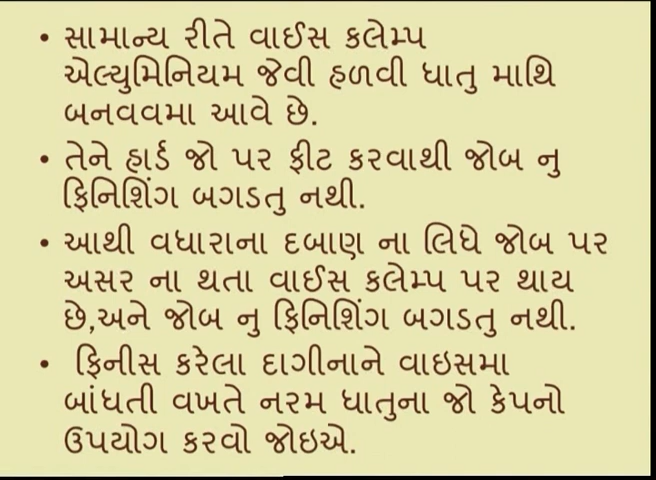 • સામાન્ય રીતે વાઈસ કલેમ્પ
એલ્યુમિનિયમ જેવી હળવી ધાતુ માથિ
બનવવમા આવે છે.
• તેને હાર્ડ જો પર ફીટ કરવાથી જોબ નુ
ફિનિશિંગ બગડતુ નથી.
• આથી વધારાના દબાણ ના લિધે જોબ પર
અસર ના થતા વાઈસ કલેમ્પ પર થાય
છે,અને જોબ નુ ફિનિશિંગ બગડતુ નથી.
• ફિનીસ કરેલા દાગીનાને વાઇસમા
બાંધતી વખતે નરમ ધાતુના જો કેપનો
ઉપયોગ કરવો જોઇએ.